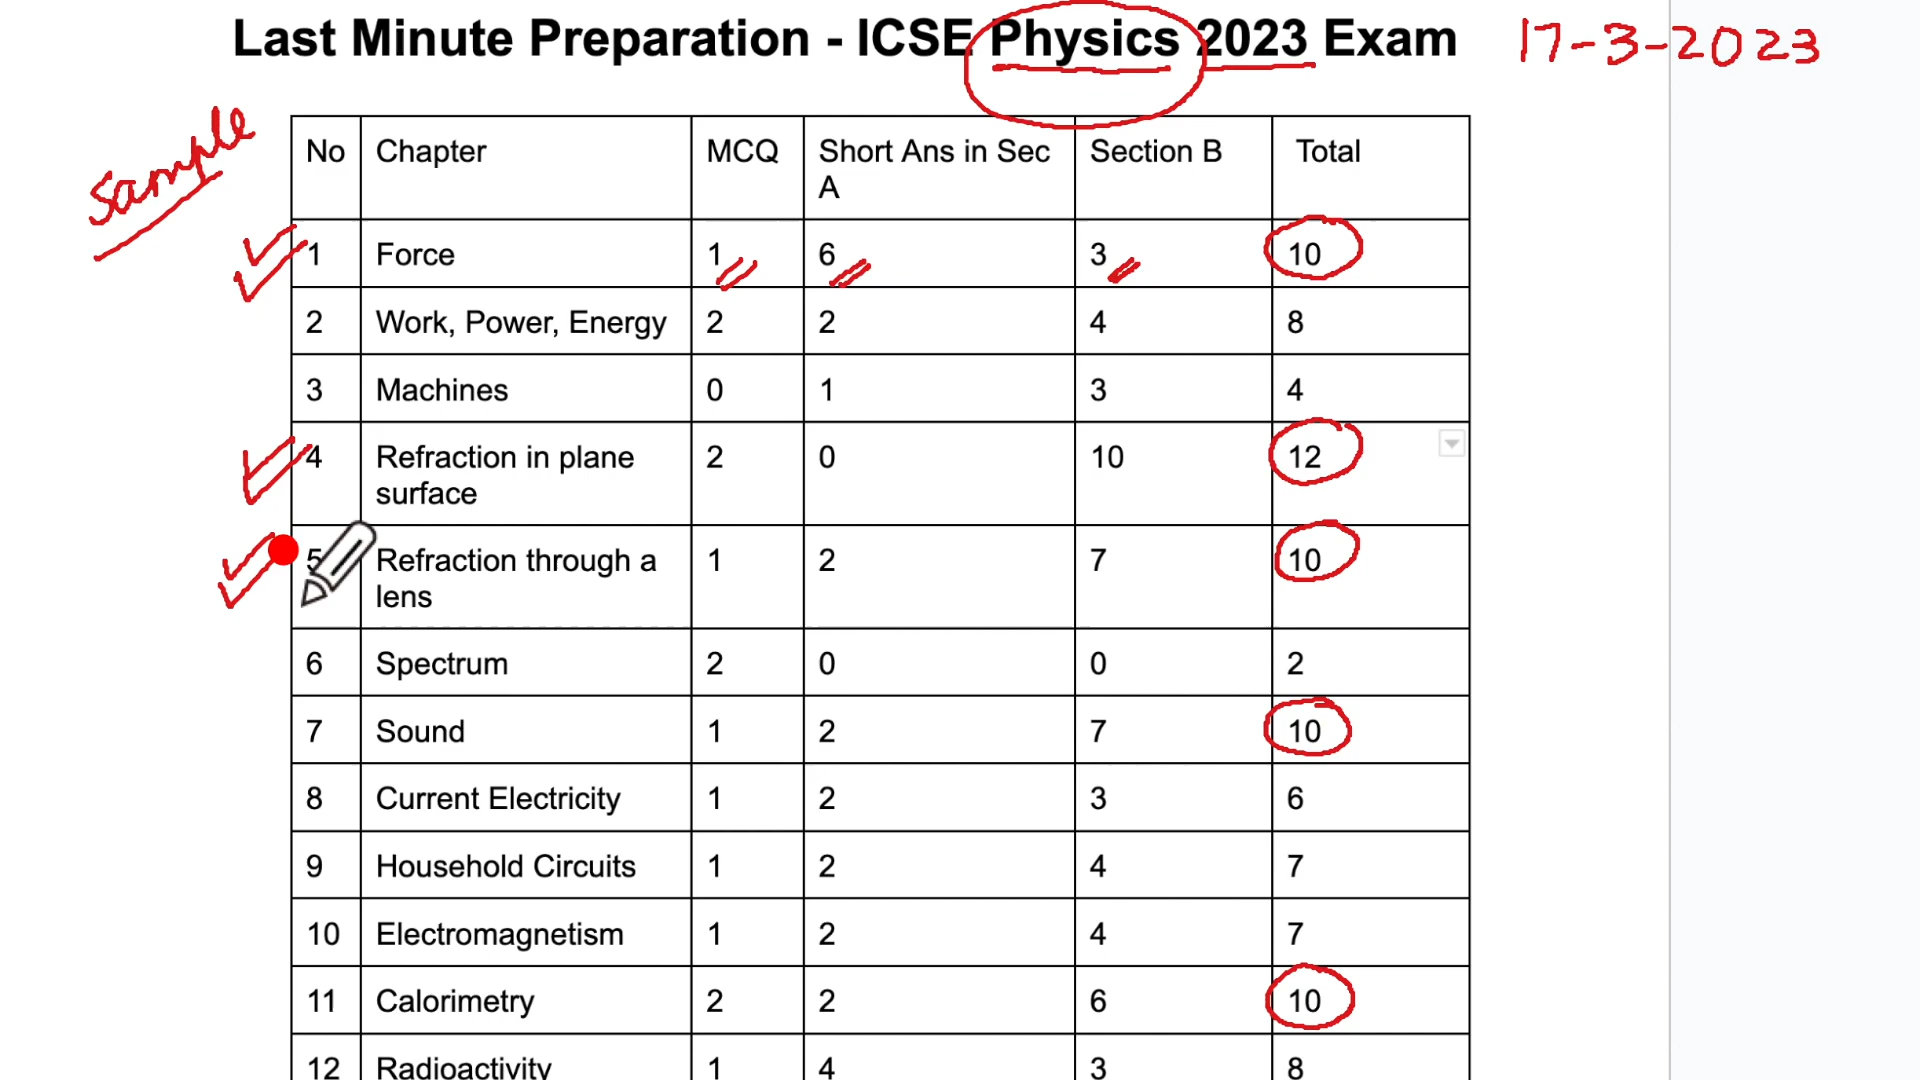 Last Minute Preparation - ICSE Physics 2023 Exam 17-3-2023
Sample
No Chapter MCQ Short Ans in Sec A Section B Total
1 Force 1 6 3 10
2 Work, Power, Energy 2 2 4 8
3 Machines 0 1 3 4
4 Refraction in plane surface 2 0 10 12
5 Refraction through a lens 1 2 7 10
6 Spectrum 2 0 0 2
7 Sound 1 2 7 10
8 Current Electricity 1 2 3 6
9 Household Circuits 1 2 4 7
10 Electromagnetism 1 2 4 7
11 Calorimetry 2 2 6 10
12 Radioactivity 1 4 3 8